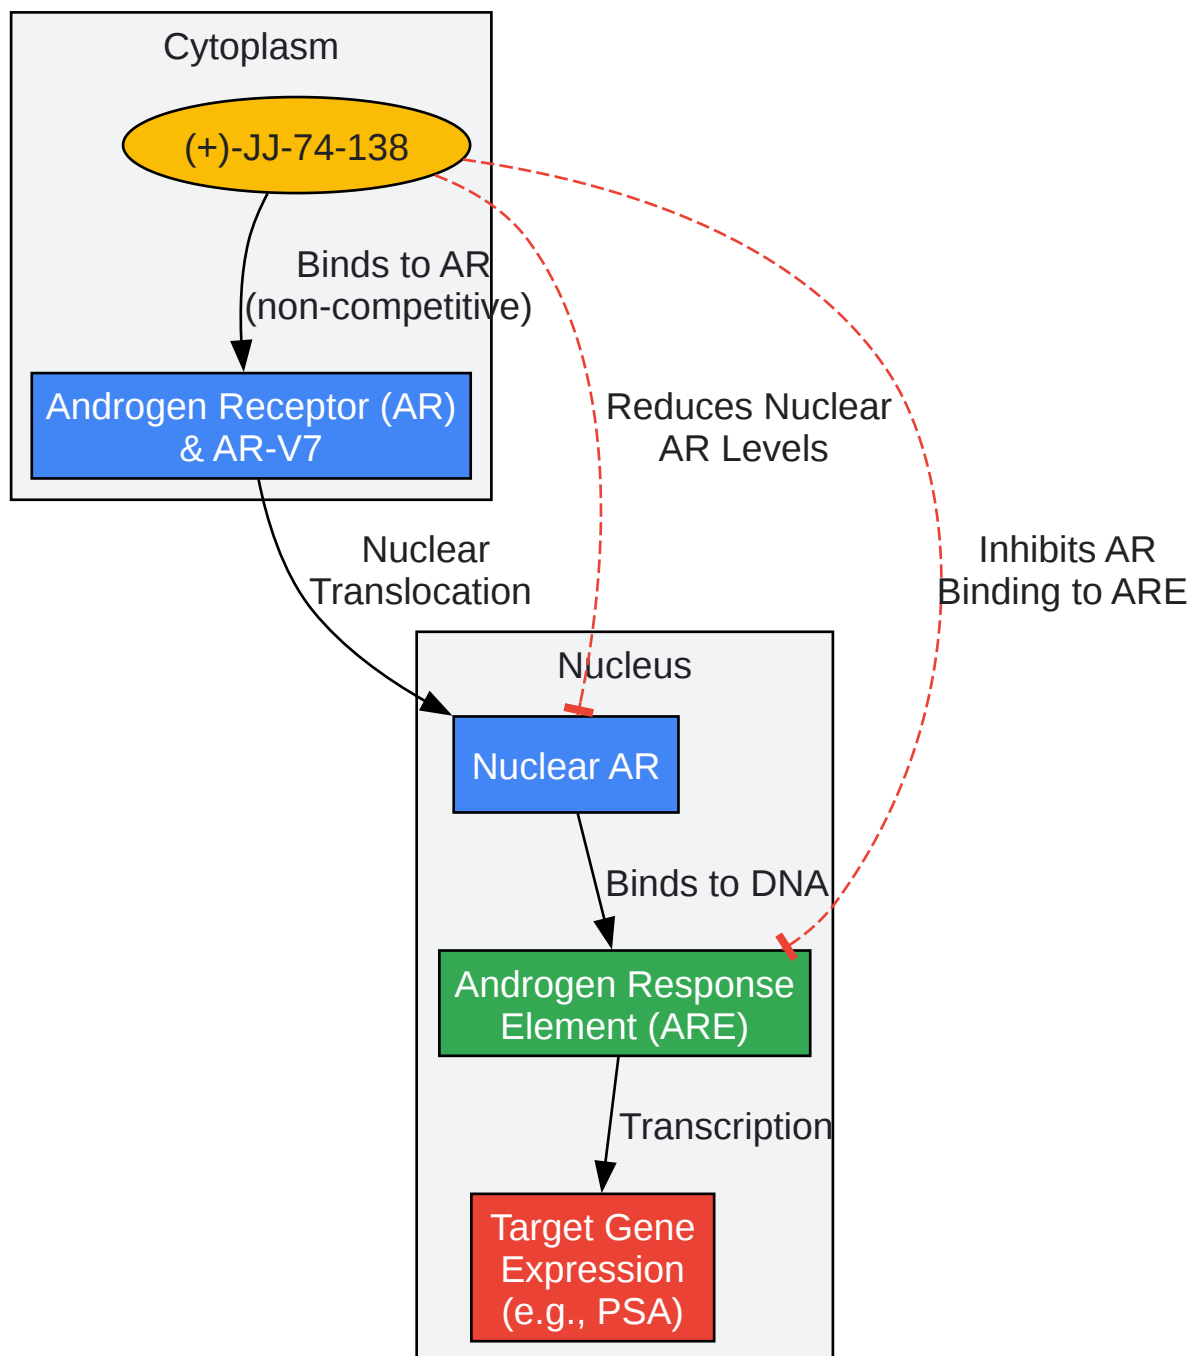 Cytoplasm
(+)-JJ-74-138
Binds to AR
(non-competitive)
Androgen Receptor (AR)
& AR-V7
Reduces Nuclear
AR Levels
Nuclear
Translocation
Inhibits AR
Binding to ARE
Nucleus
Nuclear AR
Binds to DNA
Androgen Response
Element (ARE)
Transcription
Target Gene
Expression
(e.g., PSA)